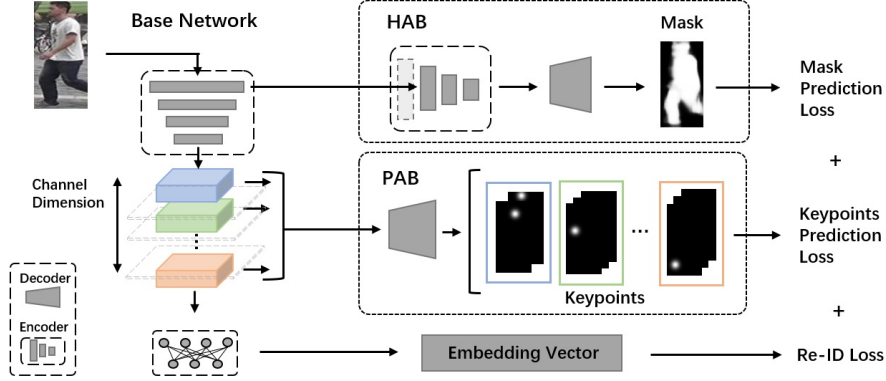 Base Network
HAB
Mask
Mask
Prediction
Loss
+
PAB
Channel
Dimension
...
Keypoints
Keypoints
Prediction
Loss
+
Decoder
Encoder
Embedding Vector
Re-ID Loss